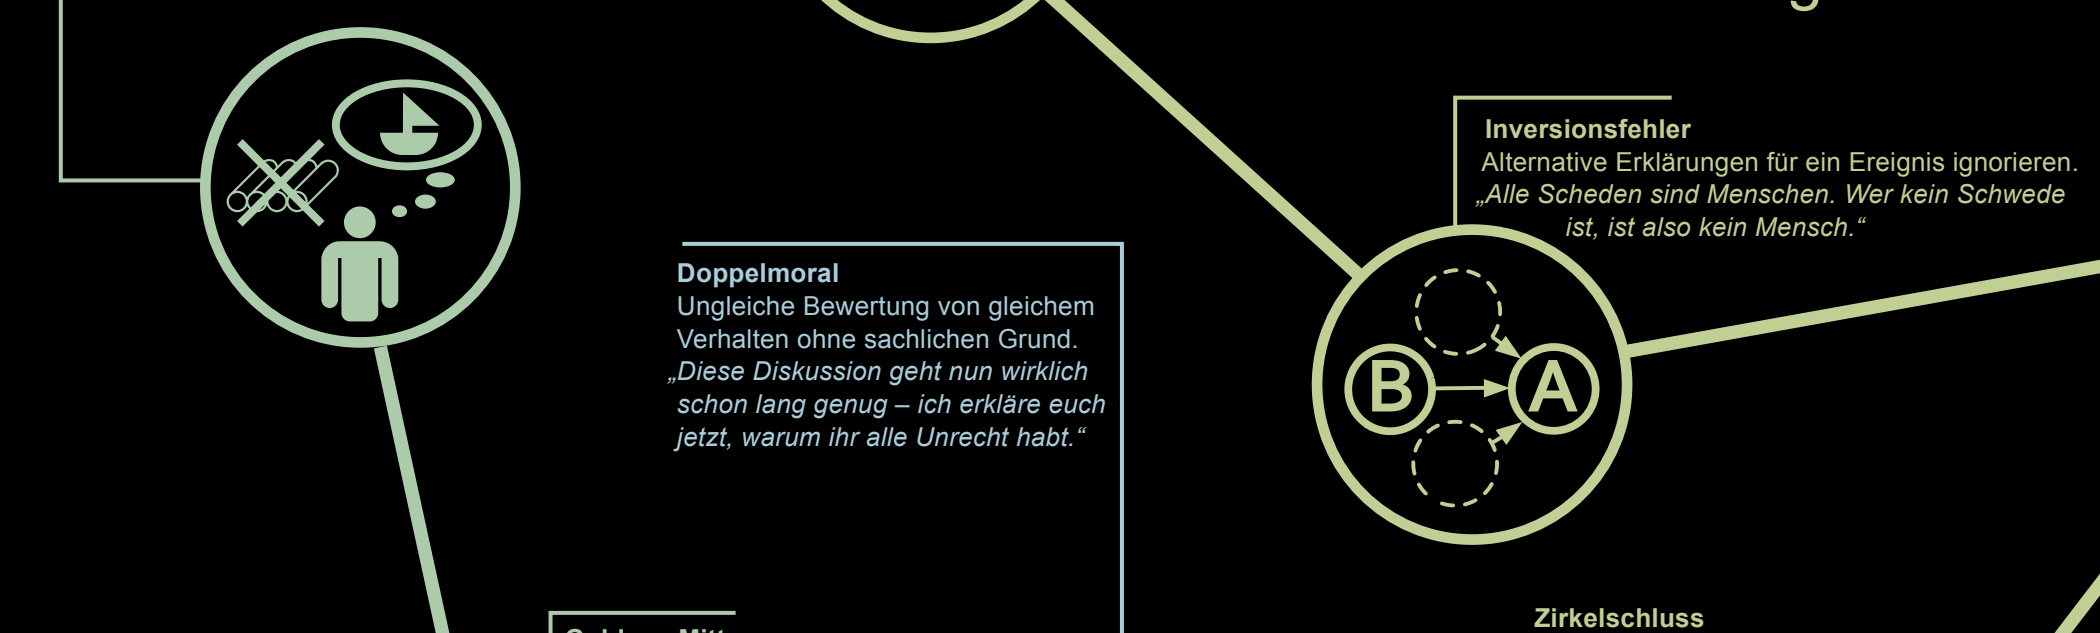 Inversionsfehler
Alternative Erklärungen für ein Ereignis ignorieren.
„Alle Scheden sind Menschen. Wer kein Schwede
ist, ist also kein Mensch.“
Doppelmoral
Ungleiche Bewertung von gleichem
Verhalten ohne sachlichen Grund.
„Diese Diskussion geht nun wirklich
schon lang genug – ich erkläre euch
jetzt, warum ihr alle Unrecht habt.“
B
A
Zirkelschluss